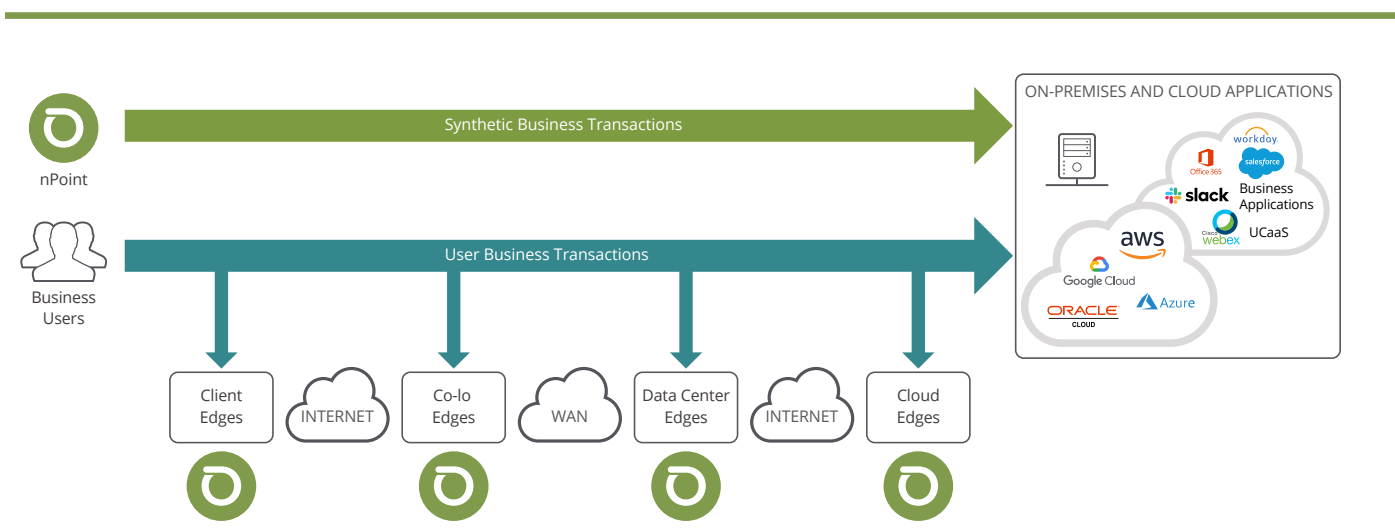 ON-PREMISES AND CLOUD APPLICATIONS
Synthetic Business Transactions
nPoint
workday.
Office 365
salesforce
slack
Business
Applications
Cisco
webex
UCaaS
User Business Transactions
aws
Google Cloud
ORACLE
CLOUD
Azure
Business
Users
Client
Edges
INTERNET
Co-lo
Edges
WAN
Data Center
Edges
INTERNET
Cloud
Edges